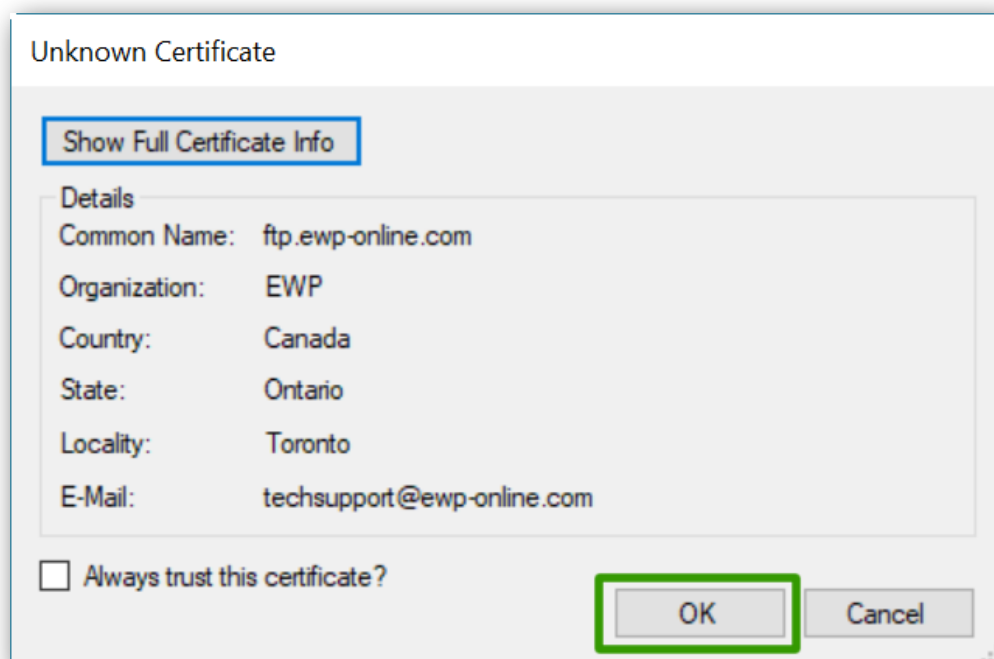 Unknown Certificate
Show Full Certificate Info
Details
Common Name: ftp.ewp-online.com
Organization: EWP
Country: Canada
State: Ontario
Locality: Toronto
E-Mail: techsupport@ewp-online.com
Always trust this certificate?
OK Cancel